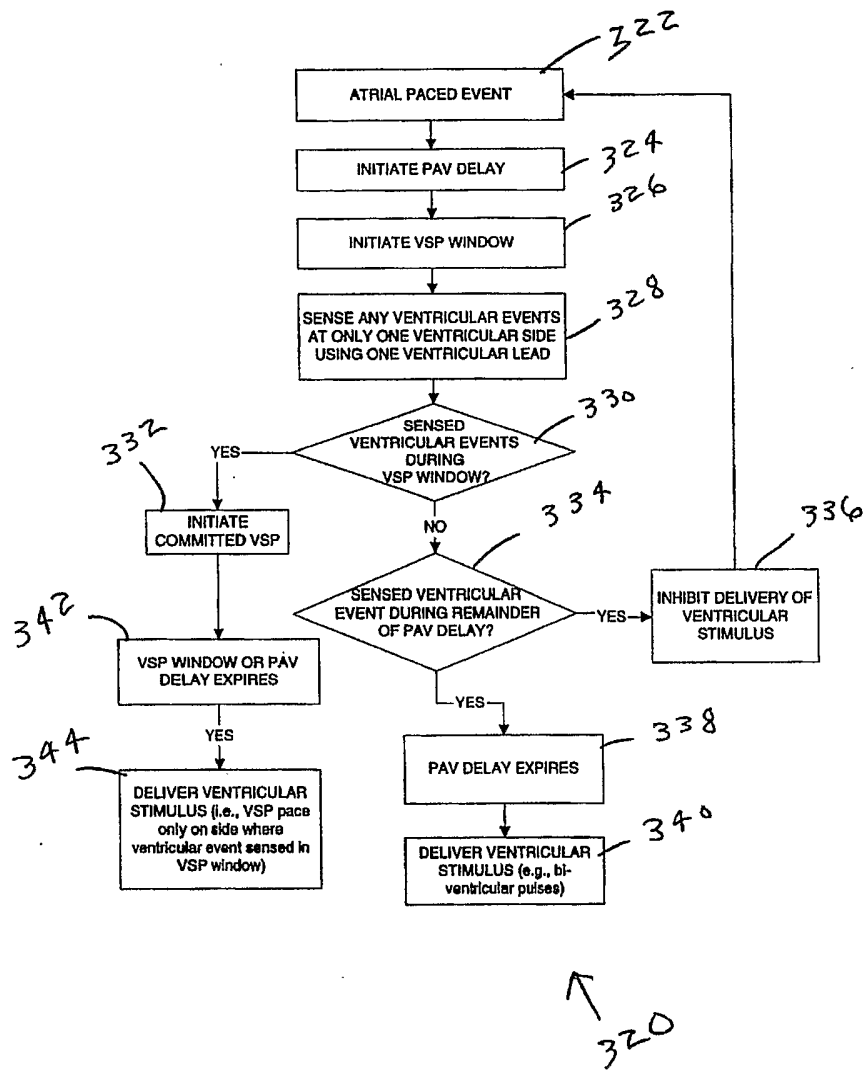 322
ATRIAL PACED EVENT
324
INITIATE PAV DELAY
326
INITIATE VSP WINDOW
328
SENSE ANY VENTRICULAR EVENTS
AT ONLY ONE VENTRICULAR SIDE
USING ONE VENTRICULAR LEAD
330
SENSED
VENTRICULAR EVENTS
DURING
VSP WINDOW?
YES
332
INITIATE
COMMITTED VSP
NO
334
SENSED VENTRICULAR
EVENT DURING REMAINDER
OF PAV DELAY?
YES
336
INHIBIT DELIVERY OF
VENTRICULAR
STIMULUS
342
VSP WINDOW OR PAV
DELAY EXPIRES
YES
344
DELIVER VENTRICULAR
STIMULUS (i.e., VSP pace
only on side where
ventricular event sensed in
VSP window)
YES
338
PAV DELAY EXPIRES
340
DELIVER VENTRICULAR
STIMULUS (e.g., bi-
ventricular pulses)
320